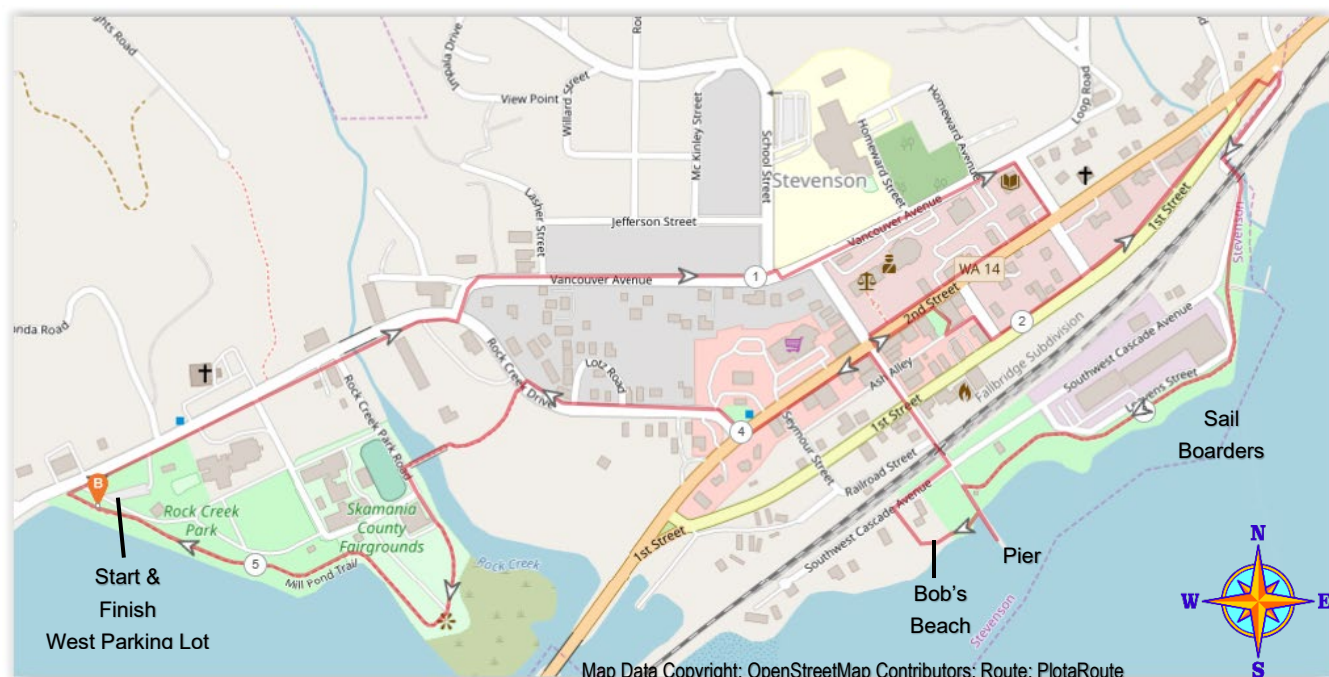 ghts Road
Impala Drive
View Point
Willard Street
Mc Kinley Street
School Street
Loop Road
Homeward Avenue
Homeward Street
Stevenson
Lasher Street
Jefferson Street
Vancouver Avenue
Vancouver Avenue
1
WA 14
1st Street
2nd Street
2
Stevenson
onda Road
Rock Creek Drive
Lotz Road
Ash Alley
Fallbridge Subdivision
Southwest Cascade Avenue
Leavens Street
Rock Creek Park Road
4
Seymour Street
1st Street
Railroad Street
Sail
Boarders
B
Rock Creek
Park
Skamania
County
Fairgrounds
1st Street
Southwest Cascade Avenue
5
Mill Pond Trail
Rock Creek
Pier
Start &
Finish
West Parking Lot
Bob's
Beach
Stevenson
N
W
E
S
Map Data Copyright: OpenStreetMap Contributors; Route: PlotaRoute